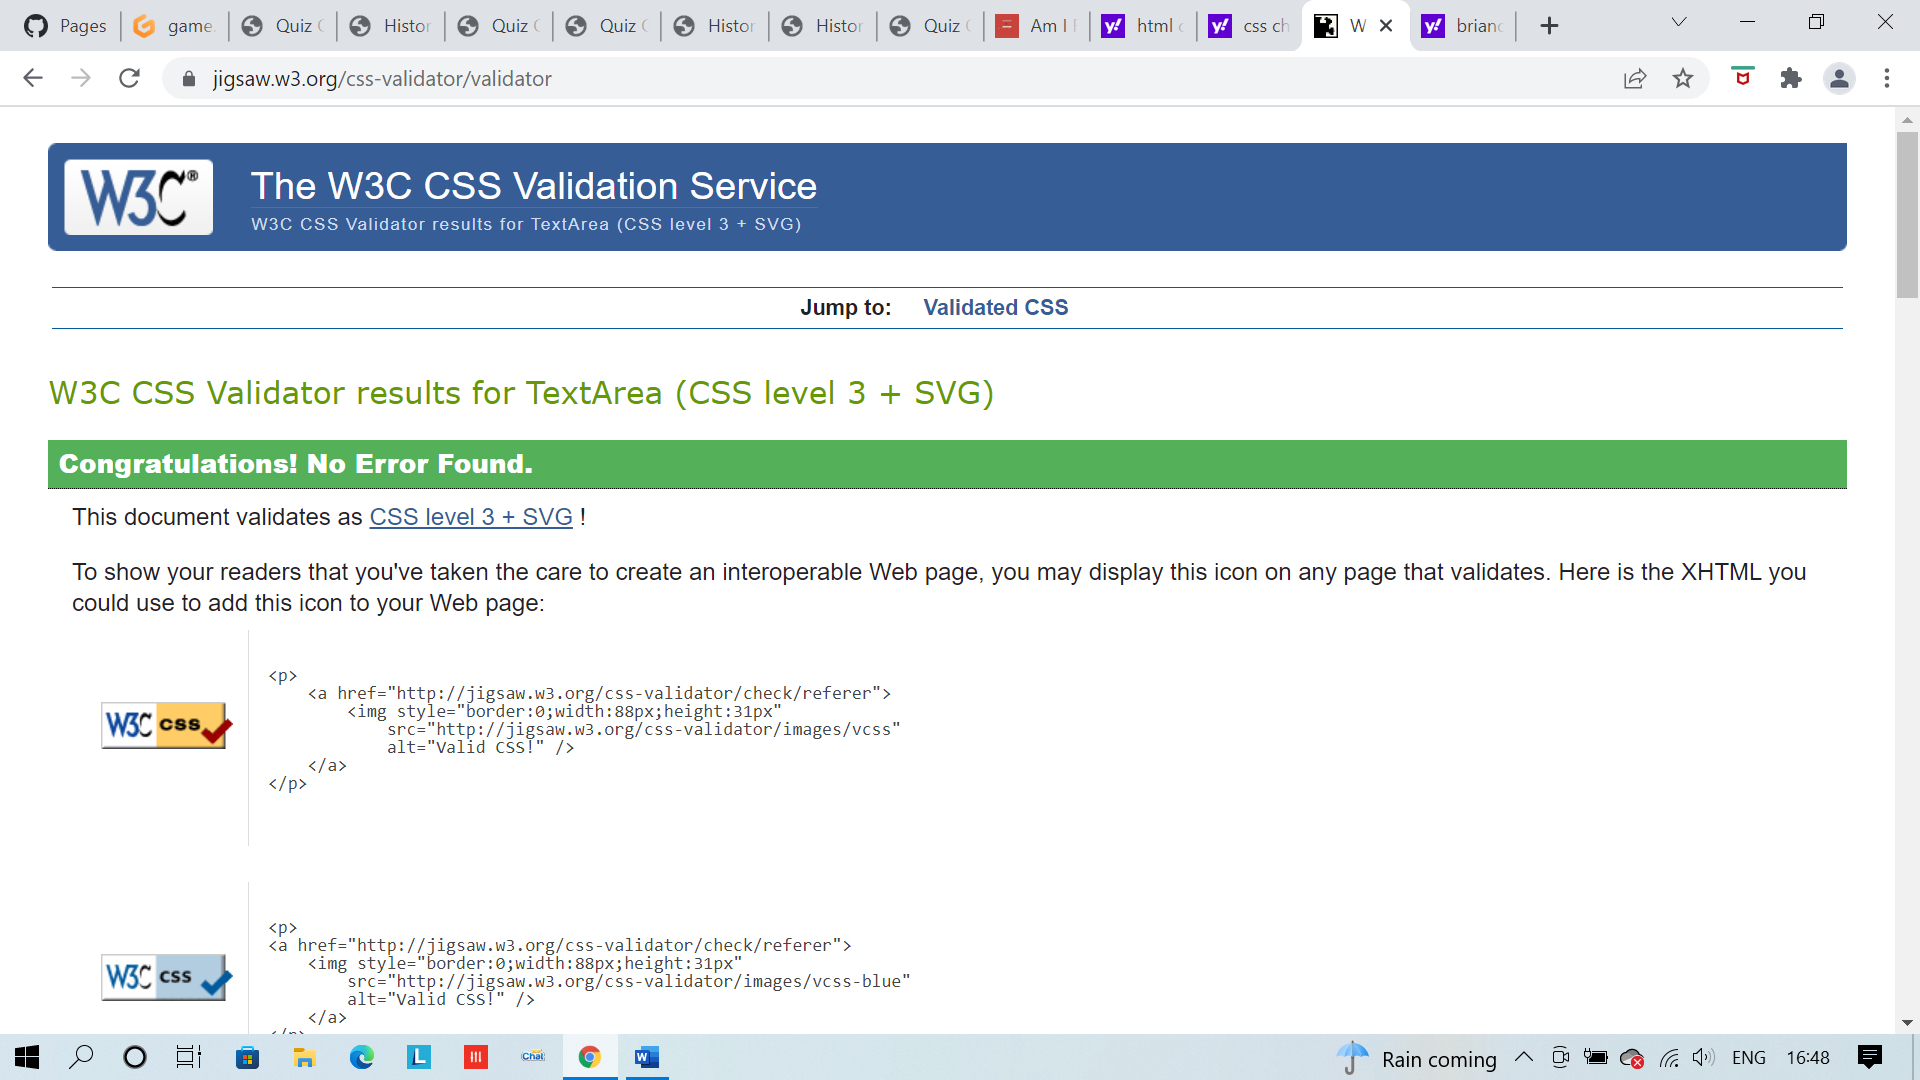 Pages
game
Quiz
Histor
Quiz
Quiz
Histor
Histor
Quiz
Am I
html
css ch
W
brian
jigsaw.w3.org/css-validator/validator
W3C®
The W3C CSS Validation Service
W3C CSS Validator results for TextArea (CSS level 3 + SVG)
Jump to: Validated CSS
W3C CSS Validator results for TextArea (CSS level 3 + SVG)
Congratulations! No Error Found.
This document validates as CSS level 3 + SVG !
To show your readers that you've taken the care to create an interoperable Web page, you may display this icon on any page that validates. Here is the XHTML you
could use to add this icon to your Web page:
W3C css
<p>
<a href="http://jigsaw.w3.org/css-validator/check/referer">
<img style="border:0;width:88px;height:31px"
src="http://jigsaw.w3.org/css-validator/images/vcss"
alt="Valid CSS!" />
</a>
</p>
W3C css
<p>
<a href="http://jigsaw.w3.org/css-validator/check/referer">
<img style="border:0;width:88px;height:31px"
src="http://jigsaw.w3.org/css-validator/images/vcss-blue"
alt="Valid CSS!" />
</a>
Rain coming
ENG
16:48